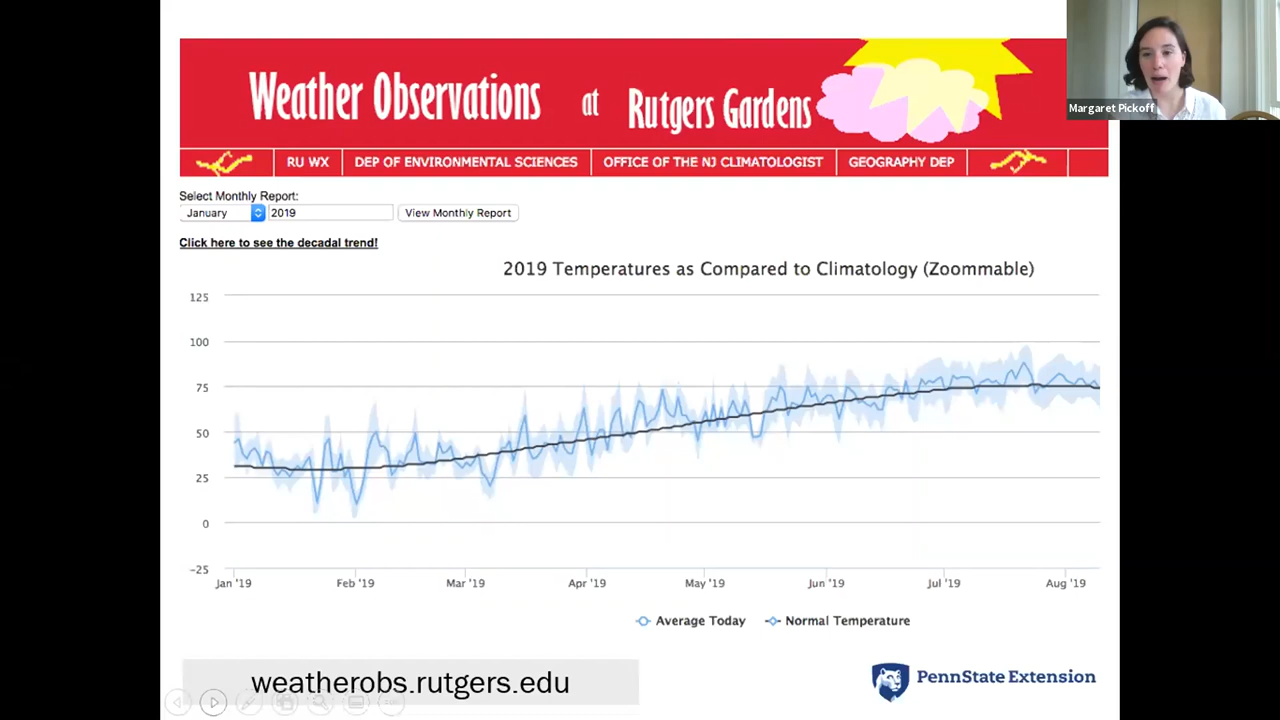 Weather Observations at Rutgers Gardens
Margaret Pickoff
RU WX DEP OF ENVIRONMENTAL SCIENCES OFFICE OF THE NJ CLIMATOLOGIST GEOGRAPHY DEP
Select Monthly Report:
January 2019 View Monthly Report
Click here to see the decadal trend!
2019 Temperatures as Compared to Climatology (Zoommable)
125
100
75
50
25
0
-25
Jan '19 Feb '19 Mar '19 Apr '19 May '19 Jun '19 Jul '19 Aug '19
Average Today Normal Temperature
weatherobs.rutgers.edu
PennState Extension